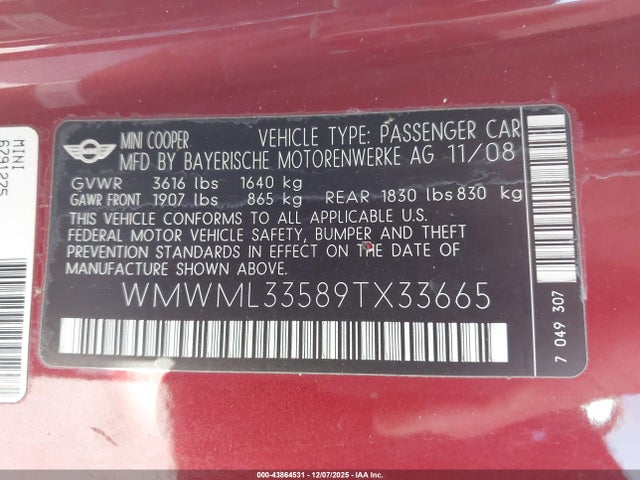 MINI COOPER VEHICLE TYPE: PASSENGER CAR
MFD BY BAYERISCHE MOTORENWERKE AG 11/08
GVWR 3616 lbs 1640 kg
GAWR FRONT 1907 lbs 865 kg REAR 1830 lbs 830 kg
THIS VEHICLE CONFORMS TO ALL APPLICABLE U.S.
FEDERAL MOTOR VEHICLE SAFETY, BUMPER AND THEFT
PREVENTION STANDARDS IN EFFECT ON THE DATE OF
MANUFACTURE SHOWN ABOVE.
WMWML33589TX33665
7 049 307
MINI
6791275
000-43864531 - 12/07/2025 - IAA Inc.